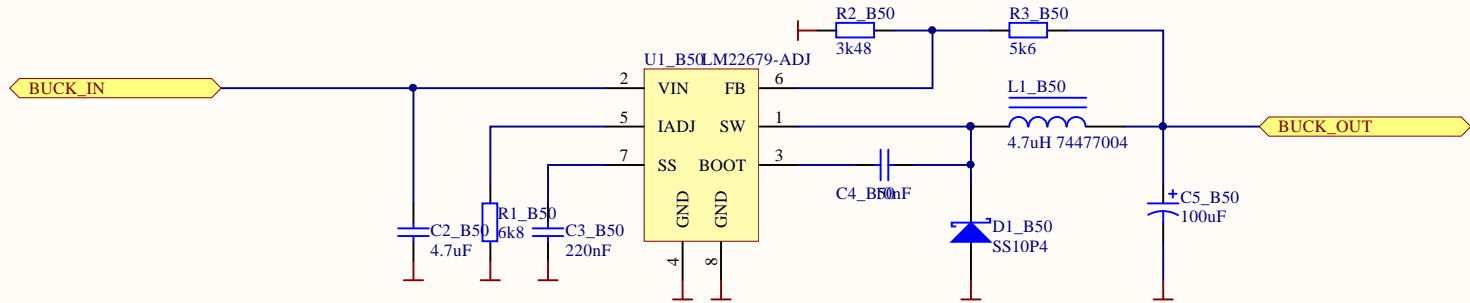 R2_B50
3k48
R3_B50
5k6
U1_B50
LM22679-ADJ
BUCK_IN
2
VIN
FB
6
L1_B50
5
IADJ
SW
1
4.7uH 74477004
BUCK_OUT
7
SS
BOOT
3
C4_B50
C5_B50
100uF
+
GND
GND
C2_B50
4.7uF
R1_B50
6k8
C3_B50
220nF
D1_B50
SS10P4
4
8